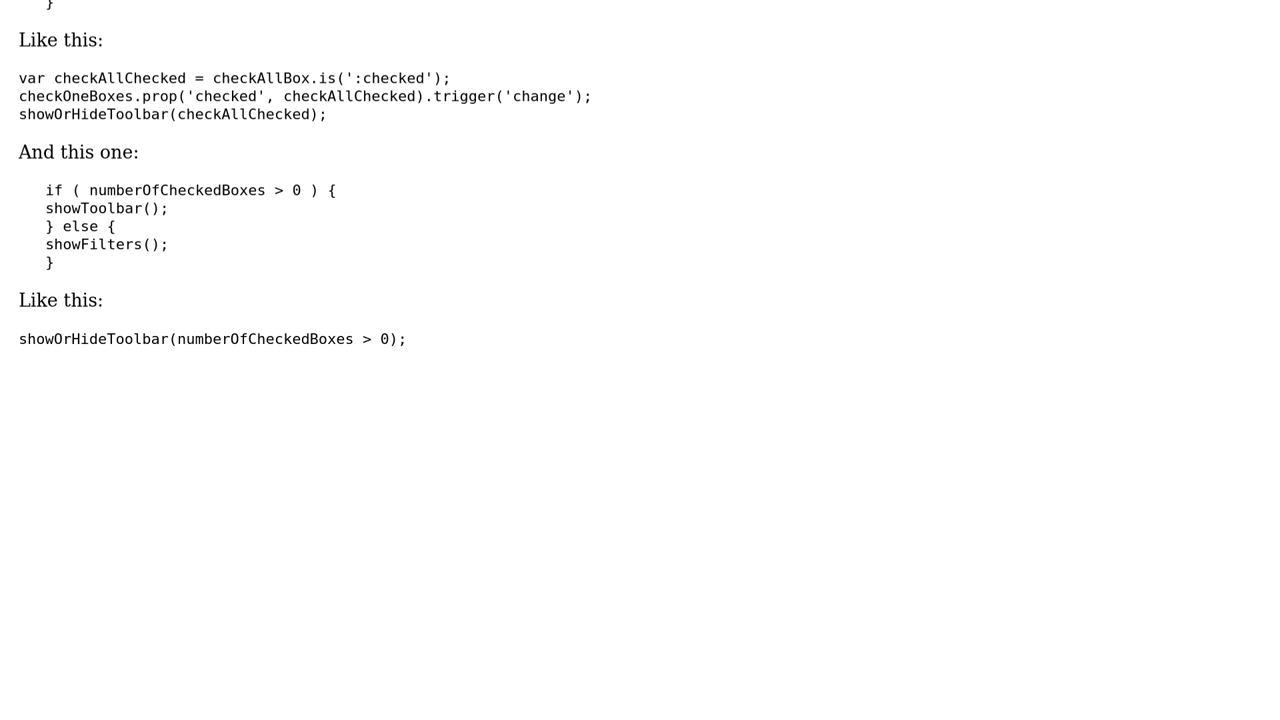 }
Like this:
var checkAllChecked = checkAllBox.is(':checked');
checkOneBoxes.prop('checked', checkAllChecked).trigger('change');
showOrHideToolbar(checkAllChecked);
And this one:
if ( numberOfCheckedBoxes > 0 ) {
showToolbar();
} else {
showFilters();
}
Like this:
showOrHideToolbar(numberOfCheckedBoxes > 0);